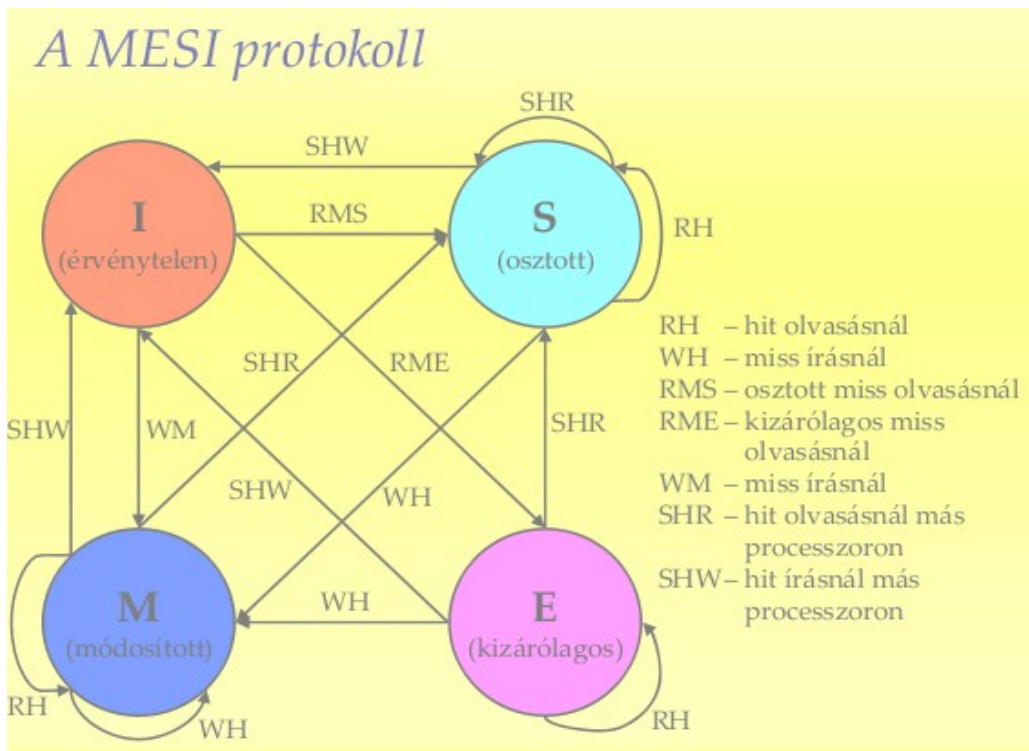 A MESI protokoll
SHR
SHW
I
(érvénytelen)
RMS
S
(osztott)
RH
RH – hit olvasásnál
WH – miss írásnál
RMS – osztott miss olvasásnál
RME – kizárólagos miss
olvasásnál
WM – miss írásnál
SHR – hit olvasásnál más
processzoron
SHW – hit írásnál más
processzoron
SHR
RME
SHW
WM
SHR
SHW
WH
M
(módosított)
WH
E
(kizárólagos)
RH
WH
RH